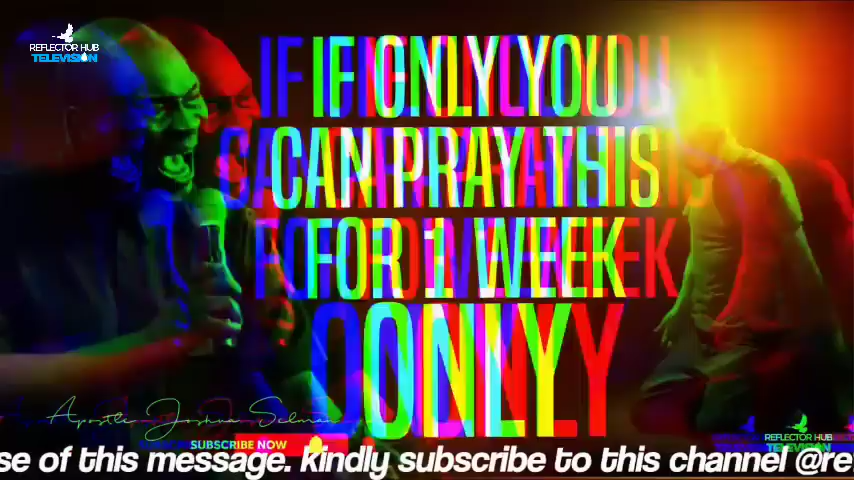 REFLECTOR HUB
TELEVISION
IF ONLY YOU
CAN PRAY THIS
FOR 1 WEEK
ONLY
Apostle Joshua Selman
SUBSCRIBE NOW
REFLECTOR HUB
TELEVISION
se of this message. kindly subscribe to this channel @re